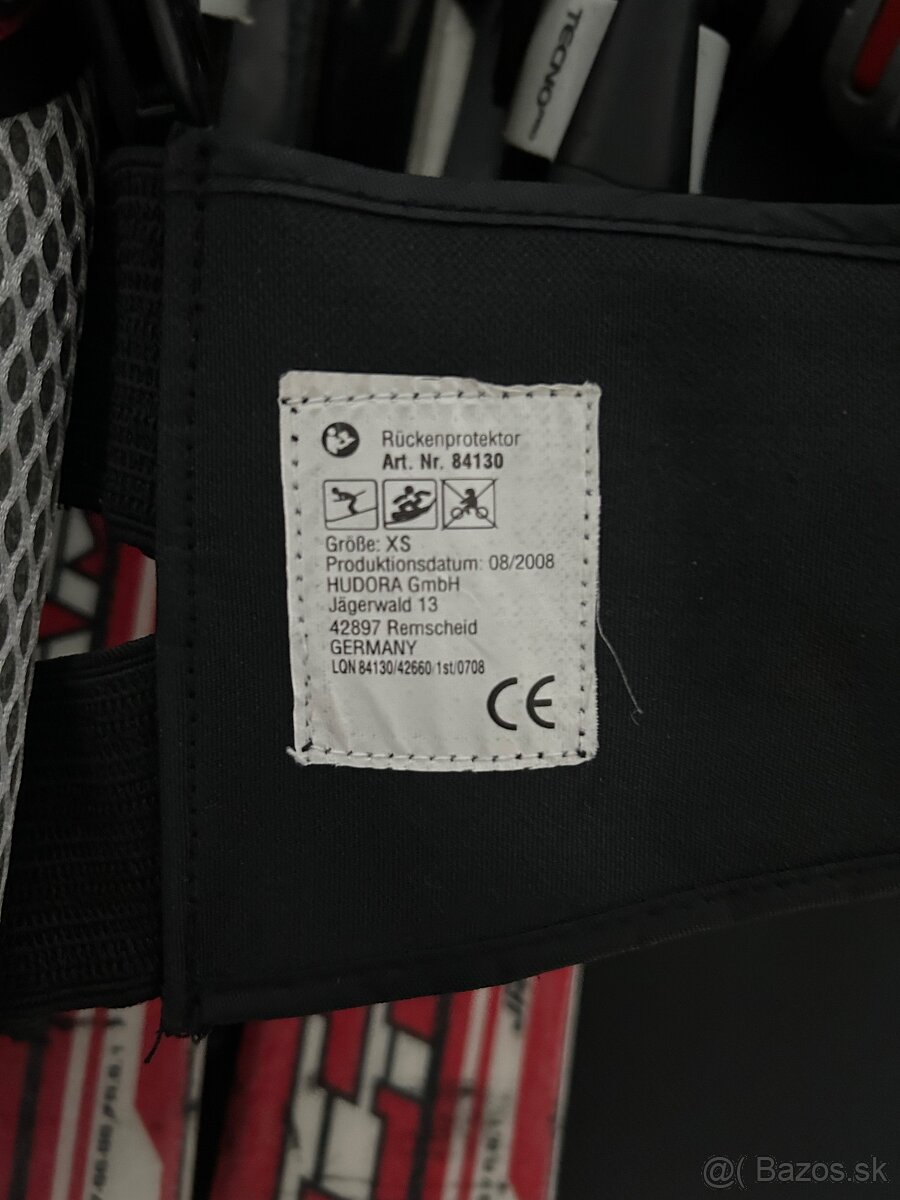 TECNO
Rückenprotektor
Art. Nr. 84130
Größe: XS
Produktionsdatum: 08/2008
HUDORA GmbH
Jägerwald 13
42897 Remscheid
GERMANY
LQN 84130/42660/1st/0708
CE
@( Bazos.sk